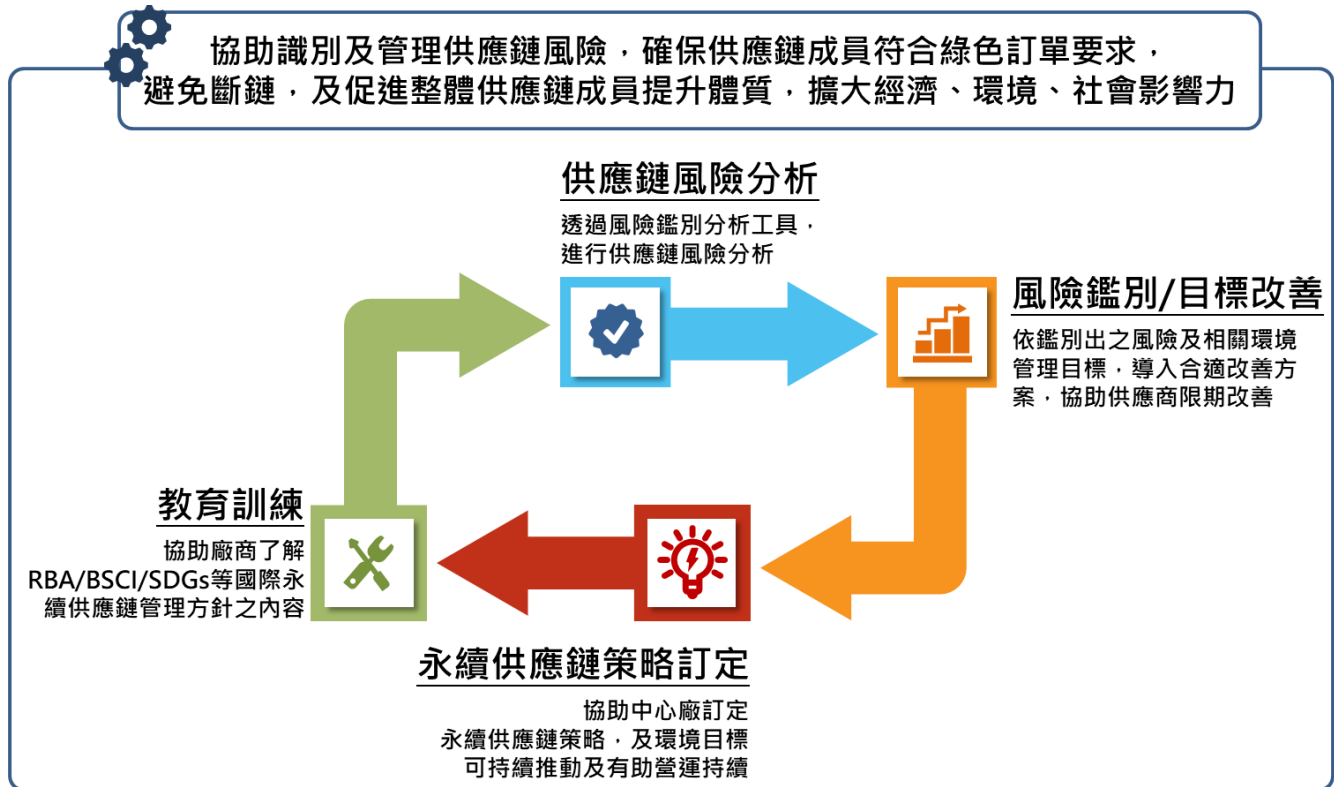 協助識別及管理供應鏈風險，確保供應鏈成員符合綠色訂單要求，
避免斷鏈，及促進整體供應鏈成員提升體質，擴大經濟、環境、社會影響力
供應鏈風險分析
透過風險鑑別分析工具，
進行供應鏈風險分析
風險鑑別/目標改善
依鑑別出之風險及相關環境
管理目標，導入合適改善方
案，協助供應商限期改善
教育訓練
協助廠商了解
RBA/BSCI/SDGs等國際永
續供應鏈管理方針之內容
永續供應鏈策略訂定
協助中心廠訂定
永續供應鏈策略，及環境目標
可持續推動及有助營運持續